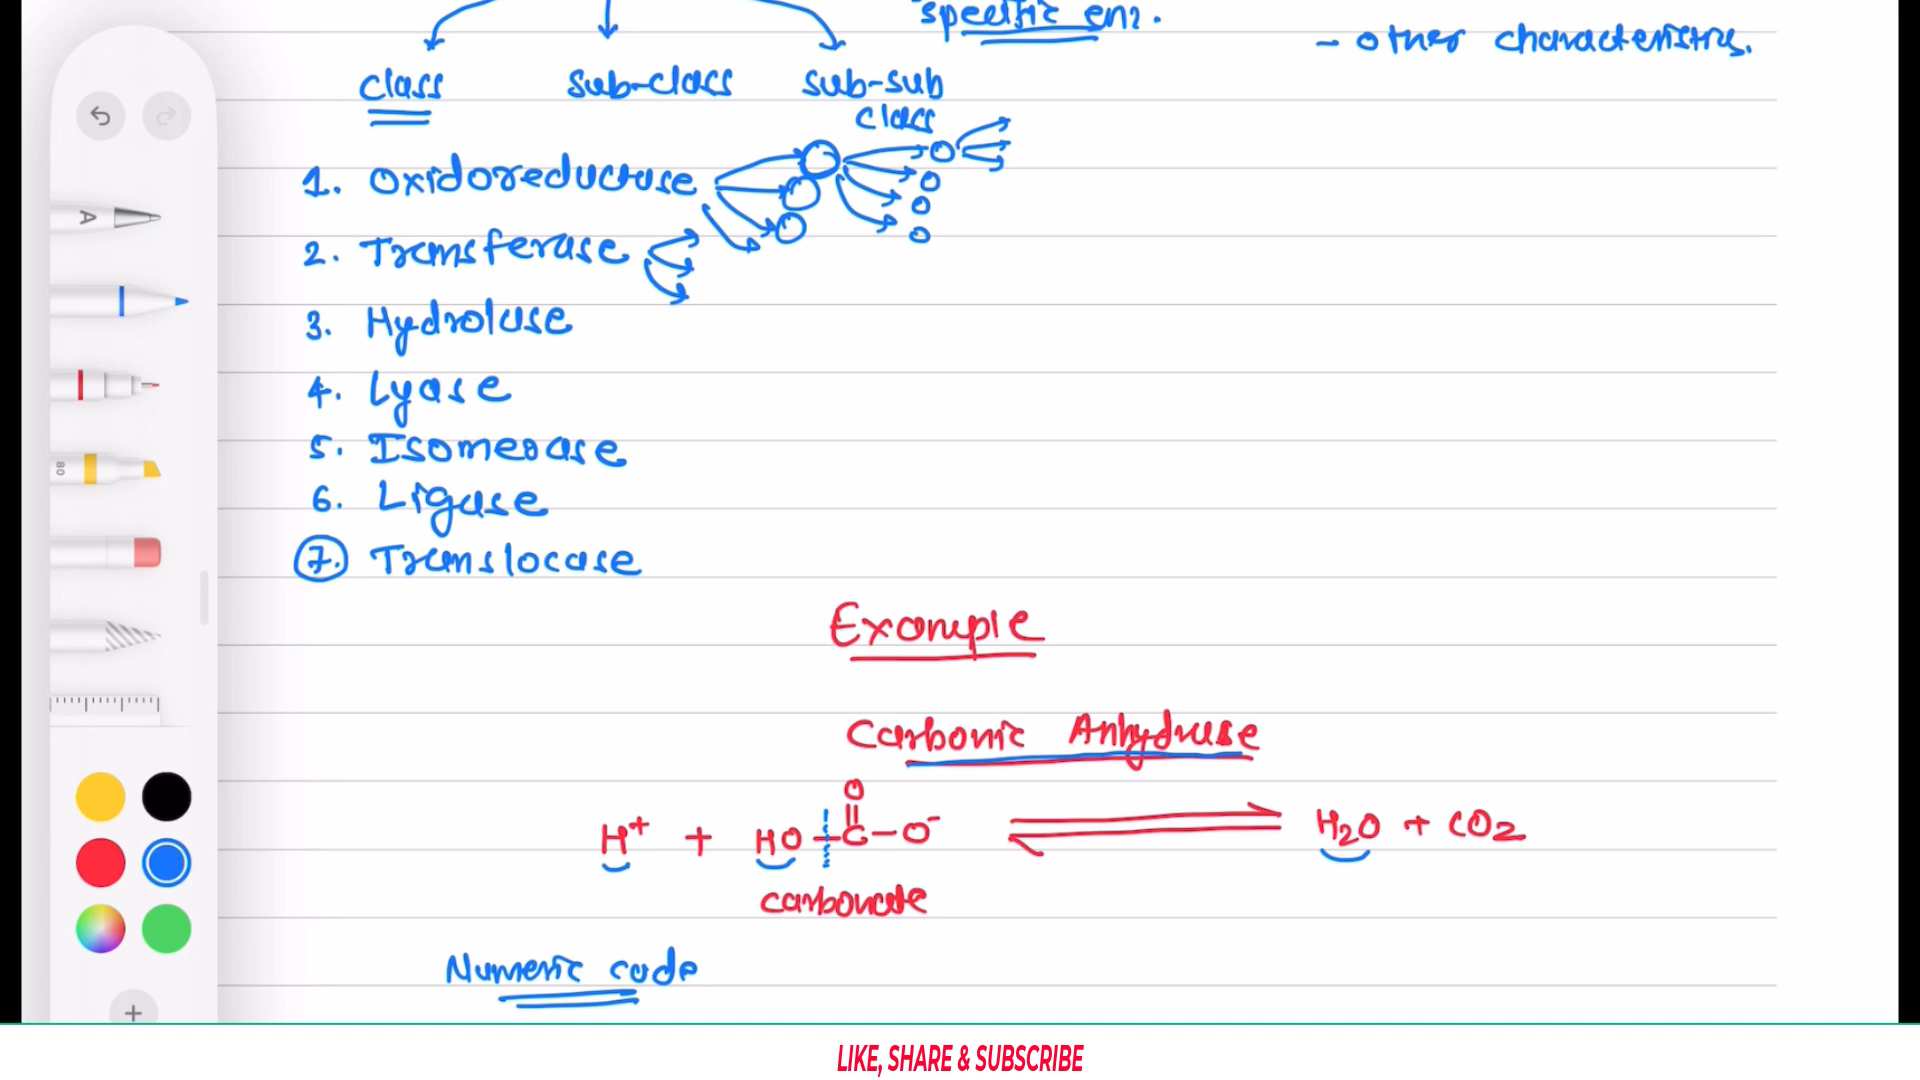 specific enz.
- other characteristics.
class sub-class sub-sub class
1. Oxidoreductase
2. Transferase
3. Hydrolase
4. Lyase
5. Isomerase
6. Ligase
7. Translocase
Example
Carbonic Anhydrase
O
H+ + HO-C-O- ⇌ H2O + CO2
carbonate
Numeric code
LIKE, SHARE & SUBSCRIBE
A
80